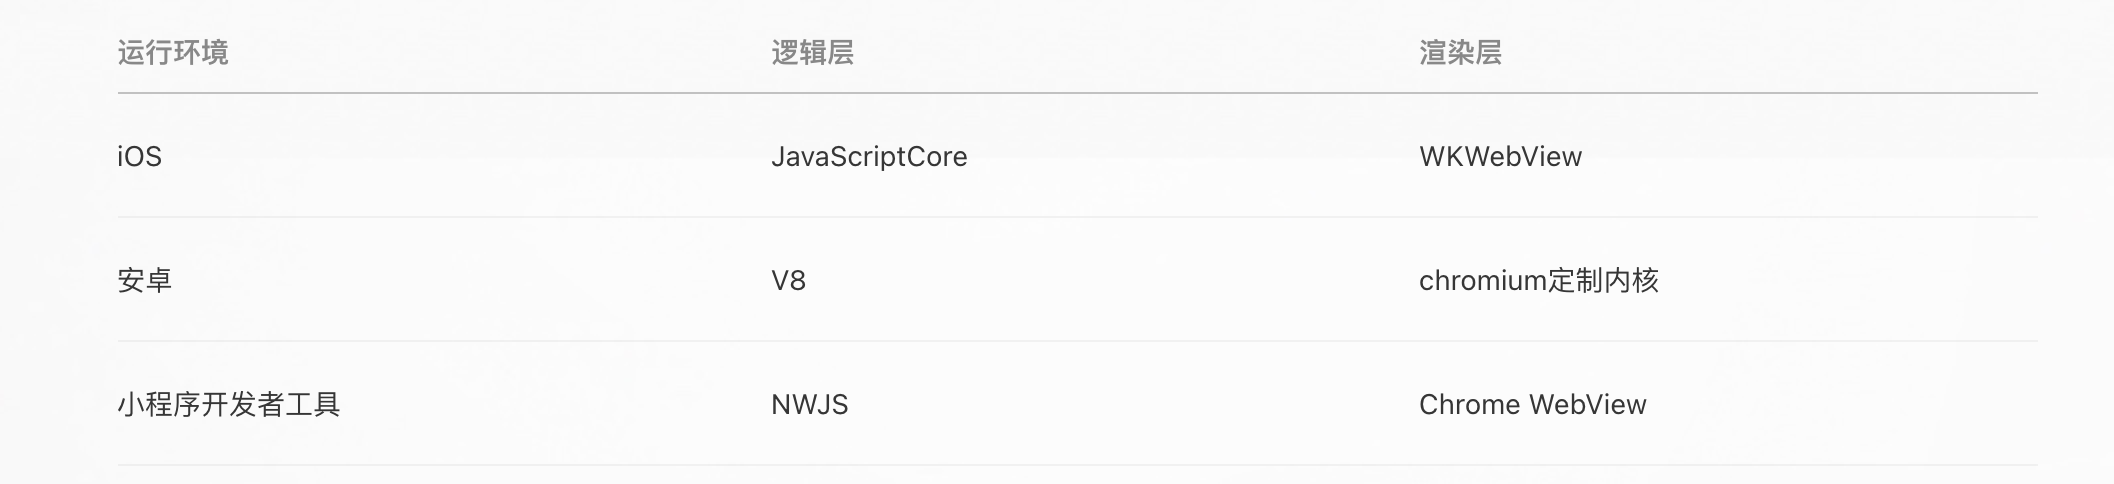 运行环境 逻辑层 渲染层
iOS JavaScriptCore WKWebView
安卓 V8 chromium定制内核
小程序开发者工具 NWJS Chrome WebView